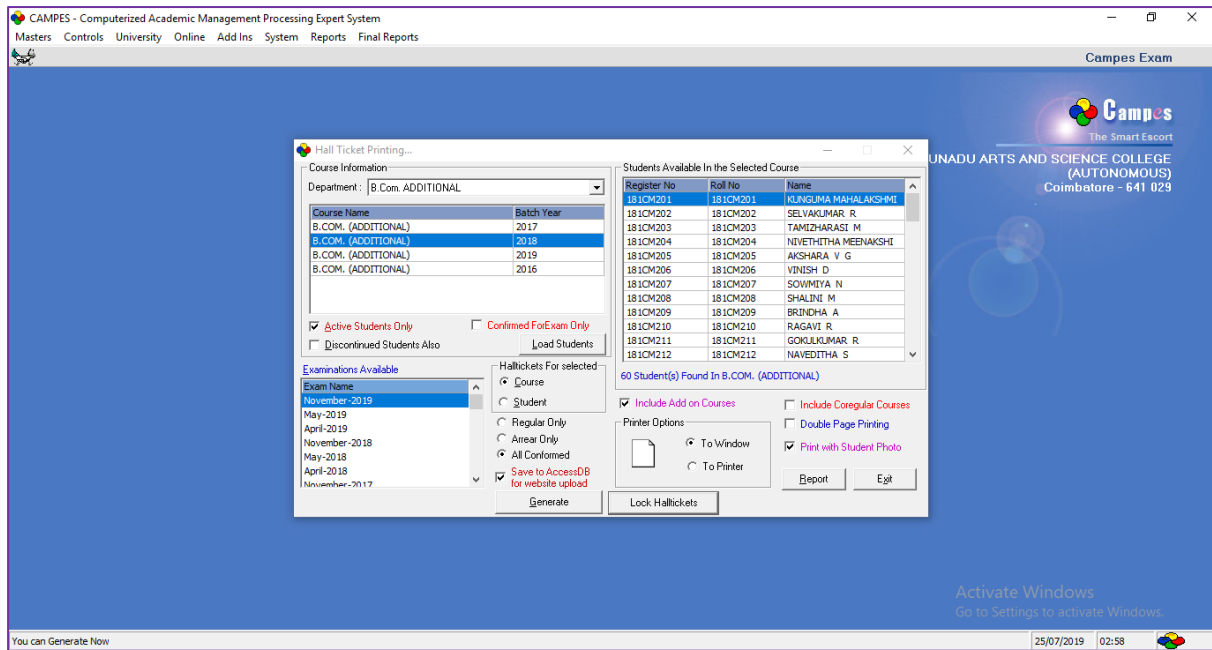 CAMPES - Computerized Academic Management Processing Expert System
Masters Controls University Online Add Ins System Reports Final Reports
Campes Exam
Campes
The Smart Escort
UNADU ARTS AND SCIENCE COLLEGE
(AUTONOMOUS)
Coimbatore - 641 029
Hall Ticket Printing...
Course Information
Department : B.Com. ADDITIONAL
Course Name Batch Year
B.COM. (ADDITIONAL) 2017
B.COM. (ADDITIONAL) 2018
B.COM. (ADDITIONAL) 2019
B.COM. (ADDITIONAL) 2016
Active Students Only Confirmed ForExam Only
Discontinued Students Also Load Students
Students Available In the Selected Course
Register No Roll No Name
181CM201 181CM201 KUNGUMA MAHALAKSHMI
181CM202 181CM202 SELVAKUMAR R
181CM203 181CM203 TAMIZHARASI M
181CM204 181CM204 NIVETHITHA MEENAKSHI
181CM205 181CM205 AKSHARA V G
181CM206 181CM206 VINISH D
181CM207 181CM207 SOWMIYA N
181CM208 181CM208 SHALINI M
181CM209 181CM209 BRINDHA A
181CM210 181CM210 RAGAVI R
181CM211 181CM211 GOKULKUMAR R
181CM212 181CM212 NAVEDITHA S
60 Student(s) Found In B.COM. (ADDITIONAL)
Examinations Available
Exam Name
November-2019
May-2019
April-2019
November-2018
May-2018
April-2018
November-2017
Halltickets For selected
Course
Student
Regular Only
Arrear Only
All Conformed
Save to AccessDB
for website upload
Generate
Include Add on Courses
Include Coregular Courses
Double Page Printing
Print with Student Photo
Printer Options
To Window
To Printer
Report Exit
Lock Halltickets
Activate Windows
Go to Settings to activate Windows.
You can Generate Now
25/07/2019 02:58